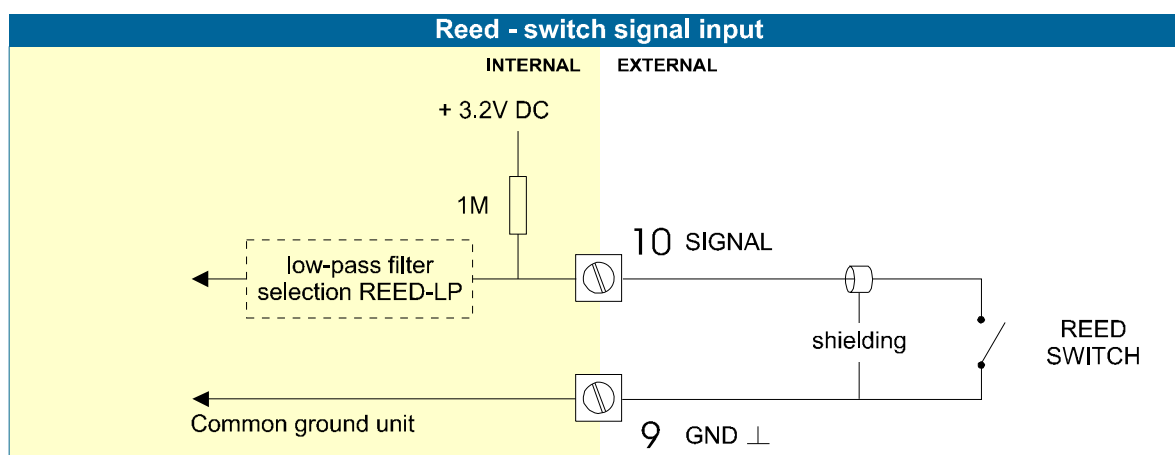 Reed - switch signal input
INTERNAL
EXTERNAL
+ 3.2V DC
1M
10 SIGNAL
low-pass filter
selection REED-LP
shielding
REED
SWITCH
Common ground unit
9 GND ⊥